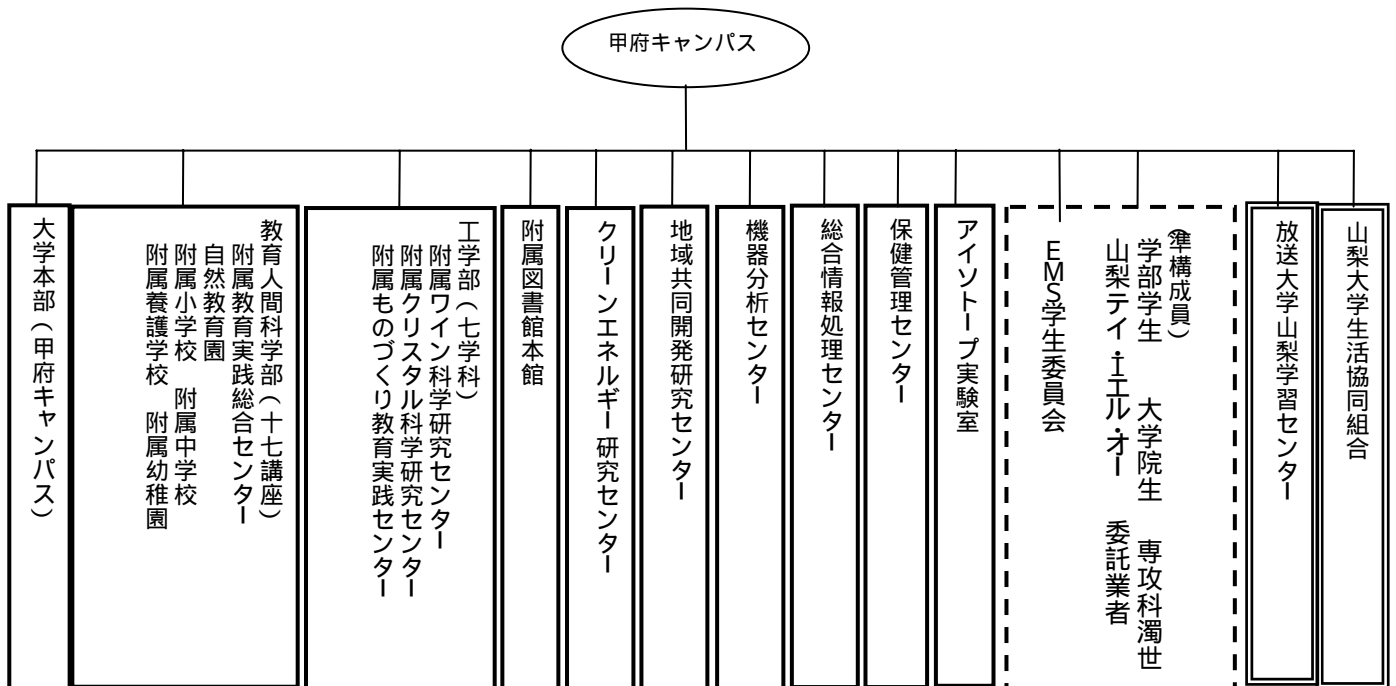 甲府キャンパス
大学本部（甲府キャンパス）
教育人間科学部（十七講座）
附属教育実践総合センター
自然教育園
附属小学校　附属中学校
附属養護学校　附属幼稚園
工学部（七学科）
附属ワイン科学研究センター
附属クリスタル科学研究センター
附属ものづくり教育実践センター
附属図書館本館
クリーンエネルギー研究センター
地域共同開発研究センター
機器分析センター
総合情報処理センター
保健管理センター
アイソトープ実験室
（準構成員）
学部学生　大学院生　専攻科濁世
山梨テイ・エル・オー　委託業者
EMS学生委員会
放送大学山梨学習センター
山梨大学生活協同組合